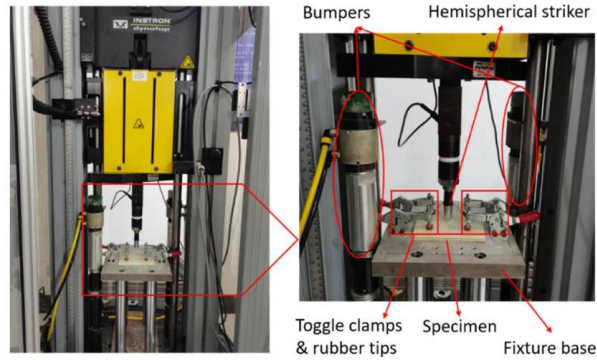 INSTRON
dynatup
Bumpers
Hemispherical striker
Toggle clamps
& rubber tips
Specimen
Fixture base